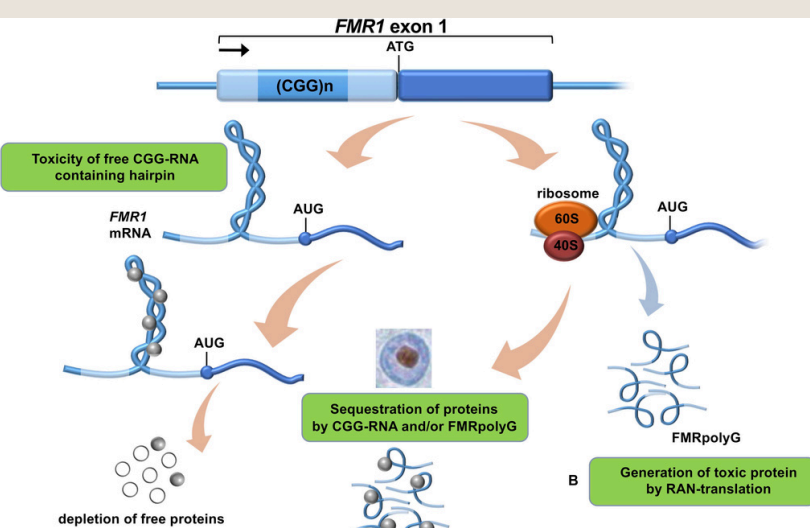 FMR1 exon 1
ATG
(CGG)n
Toxicity of free CGG-RNA
containing hairpin
FMR1
mRNA
AUG
ribosome
60S
40S
AUG
AUG
Sequestration of proteins
by CGG-RNA and/or FMRpolyG
FMRpolyG
B
Generation of toxic protein
by RAN-translation
depletion of free proteins